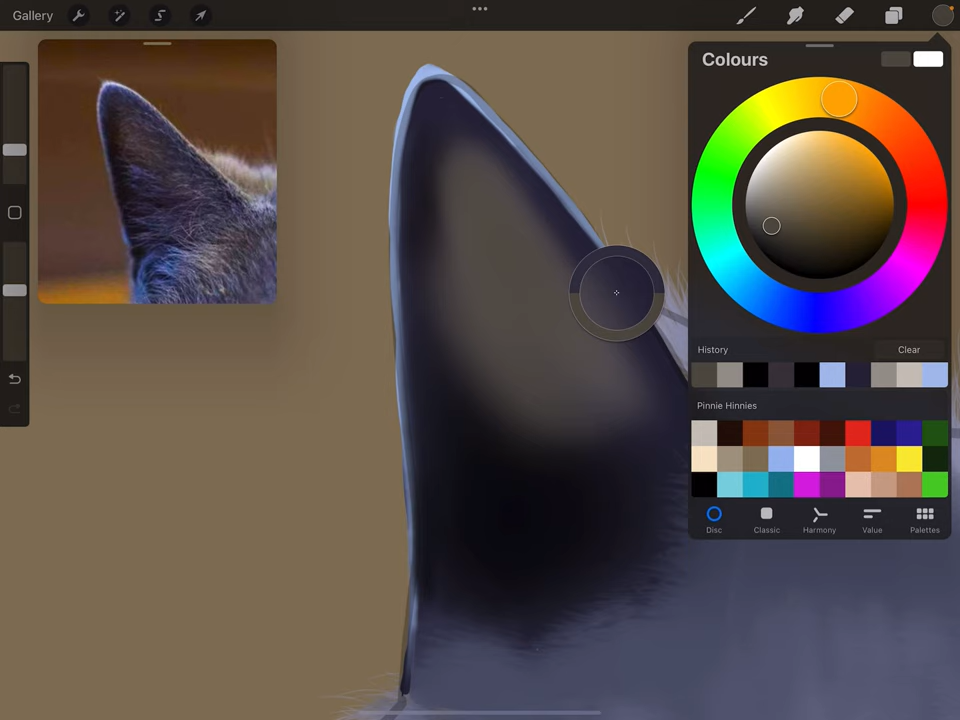 Gallery
Colours
History
Clear
Pinnie Hinnies
Disc
Classic
Harmony
Value
Palettes